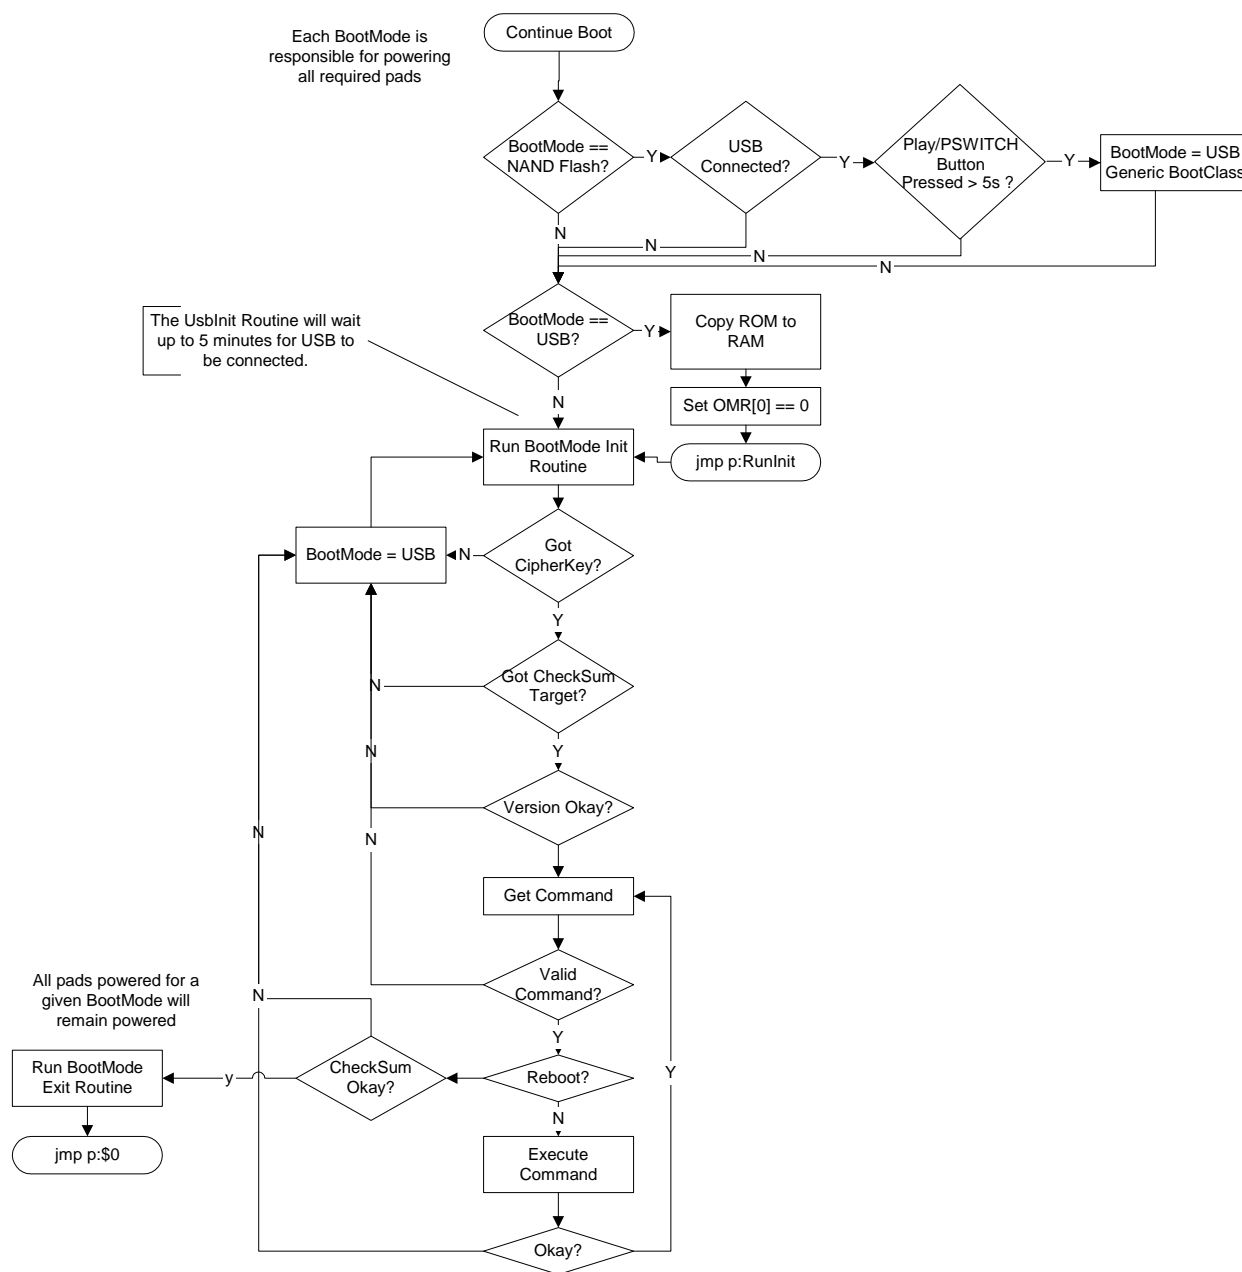 Continue Boot
Each BootMode is
responsible for powering
all required pads
BootMode ==
NAND Flash?
Y
USB
Connected?
Y
Play/PSWITCH
Button
Pressed > 5s ?
Y
BootMode = USB
Generic BootClass
N
N
N
N
The UsbInit Routine will wait
up to 5 minutes for USB to
be connected.
BootMode ==
USB?
Y
Copy ROM to
RAM
N
Set OMR[0] == 0
Run BootMode Init
Routine
jmp p:RunInit
BootMode = USB
N
Got
CipherKey?
Y
N
Got CheckSum
Target?
N
Y
Version Okay?
N
N
Get Command
Valid
Command?
All pads powered for a
given BootMode will
remain powered
N
Y
Run BootMode
Exit Routine
y
CheckSum
Okay?
Reboot?
Y
N
jmp p:$0
Execute
Command
Okay?